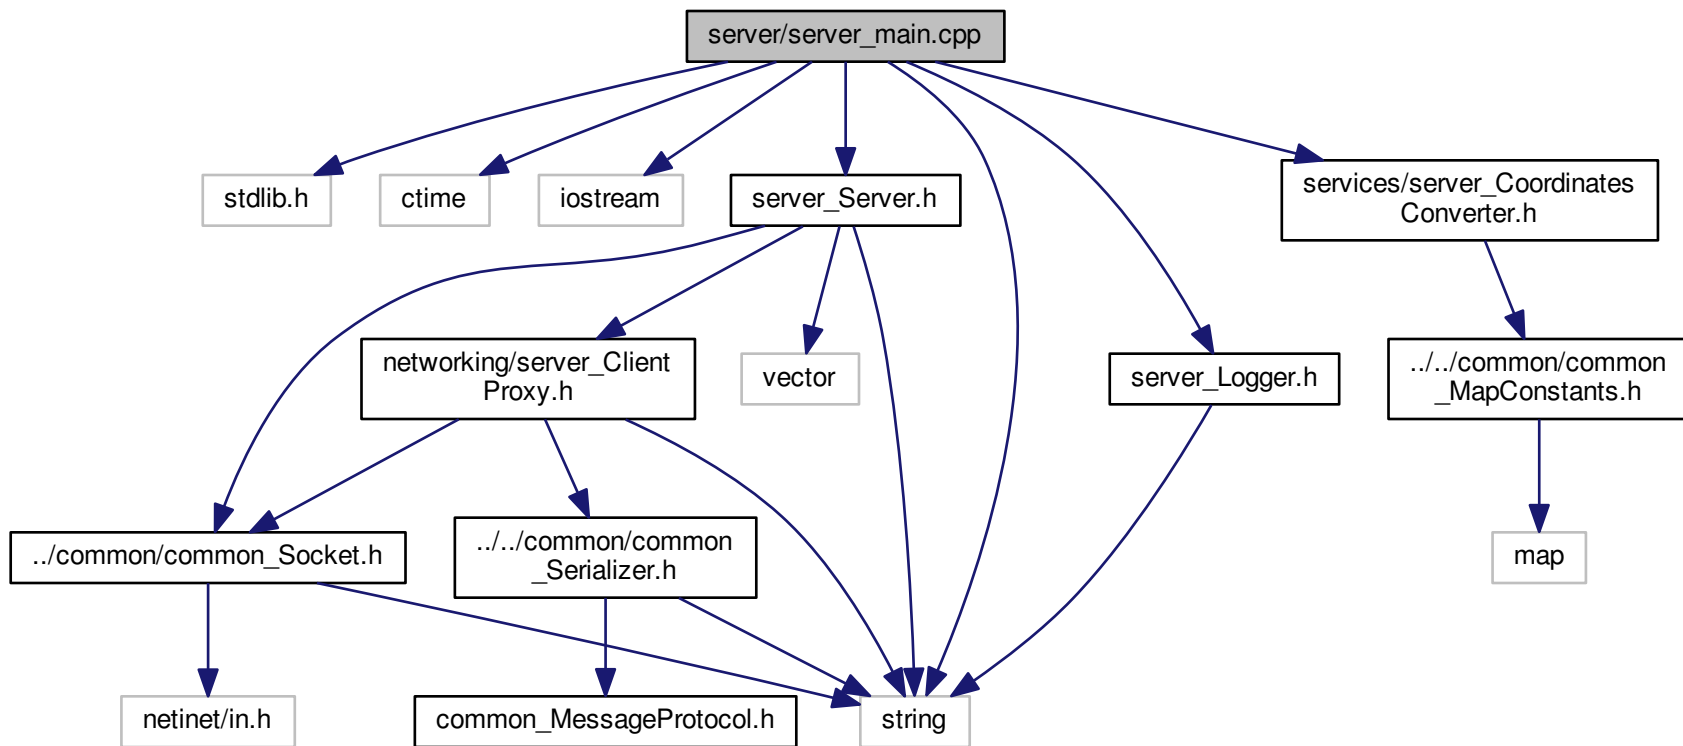 server/server_main.cpp
stdlib.h
ctime
iostream
server_Server.h
services/server_Coordinates
Converter.h
networking/server_Client
Proxy.h
vector
server_Logger.h
../../common/common
_MapConstants.h
../common/common_Socket.h
../../common/common
_Serializer.h
map
netinet/in.h
common_MessageProtocol.h
string